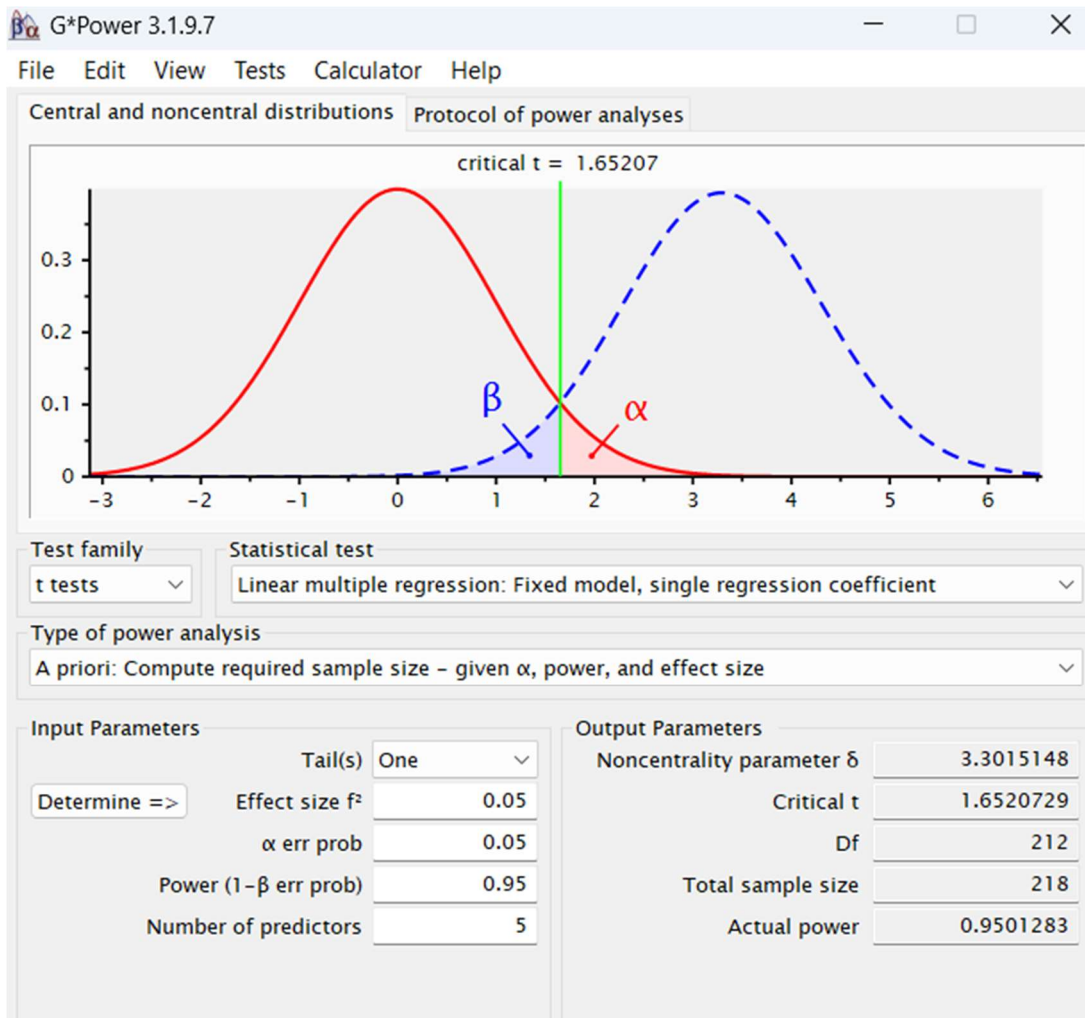 G*Power 3.1.9.7
File Edit View Tests Calculator Help
Central and noncentral distributions Protocol of power analyses
critical t = 1.65207
0.3
0.2
0.1
0
β
α
-3 -2 -1 0 1 2 3 4 5 6
Test family Statistical test
t tests Linear multiple regression: Fixed model, single regression coefficient
Type of power analysis
A priori: Compute required sample size – given α, power, and effect size
Input Parameters Output Parameters
Tail(s) One Noncentrality parameter δ 3.3015148
Determine => Effect size f² 0.05 Critical t 1.6520729
α err prob 0.05 Df 212
Power (1-β err prob) 0.95 Total sample size 218
Number of predictors 5 Actual power 0.9501283